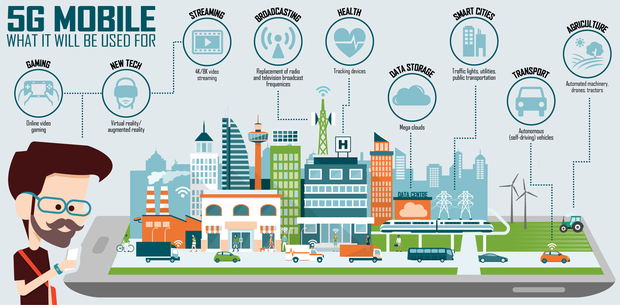 5G MOBILE
WHAT IT WILL BE USED FOR
GAMING
Online video
gaming
NEW TECH
Virtual reality/
augmented reality
STREAMING
4K/8K video
streaming
BROADCASTING
Replacement of radio
and television broadcast
frequencies
HEALTH
Tracking devices
DATA STORAGE
Mega clouds
SMART CITIES
Traffic lights, utilities,
public transportation
TRANSPORT
Autonomous
(self-driving) vehicles
AGRICULTURE
Automated machinery,
drones, tractors
H
DATA CENTRE